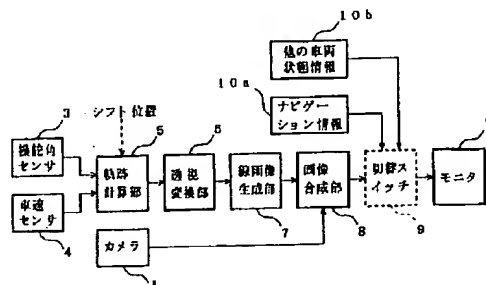 10b
他の車両
状態情報
10a
ナビゲー
ション情報
シフト位置
3
5
6
操舵角
センサ
軌跡
計算部
透視
変換部
線画像
生成部
画像
合成部
切替ス
イッチ
モニタ
車速
センサ
4
7
8
9
カメラ